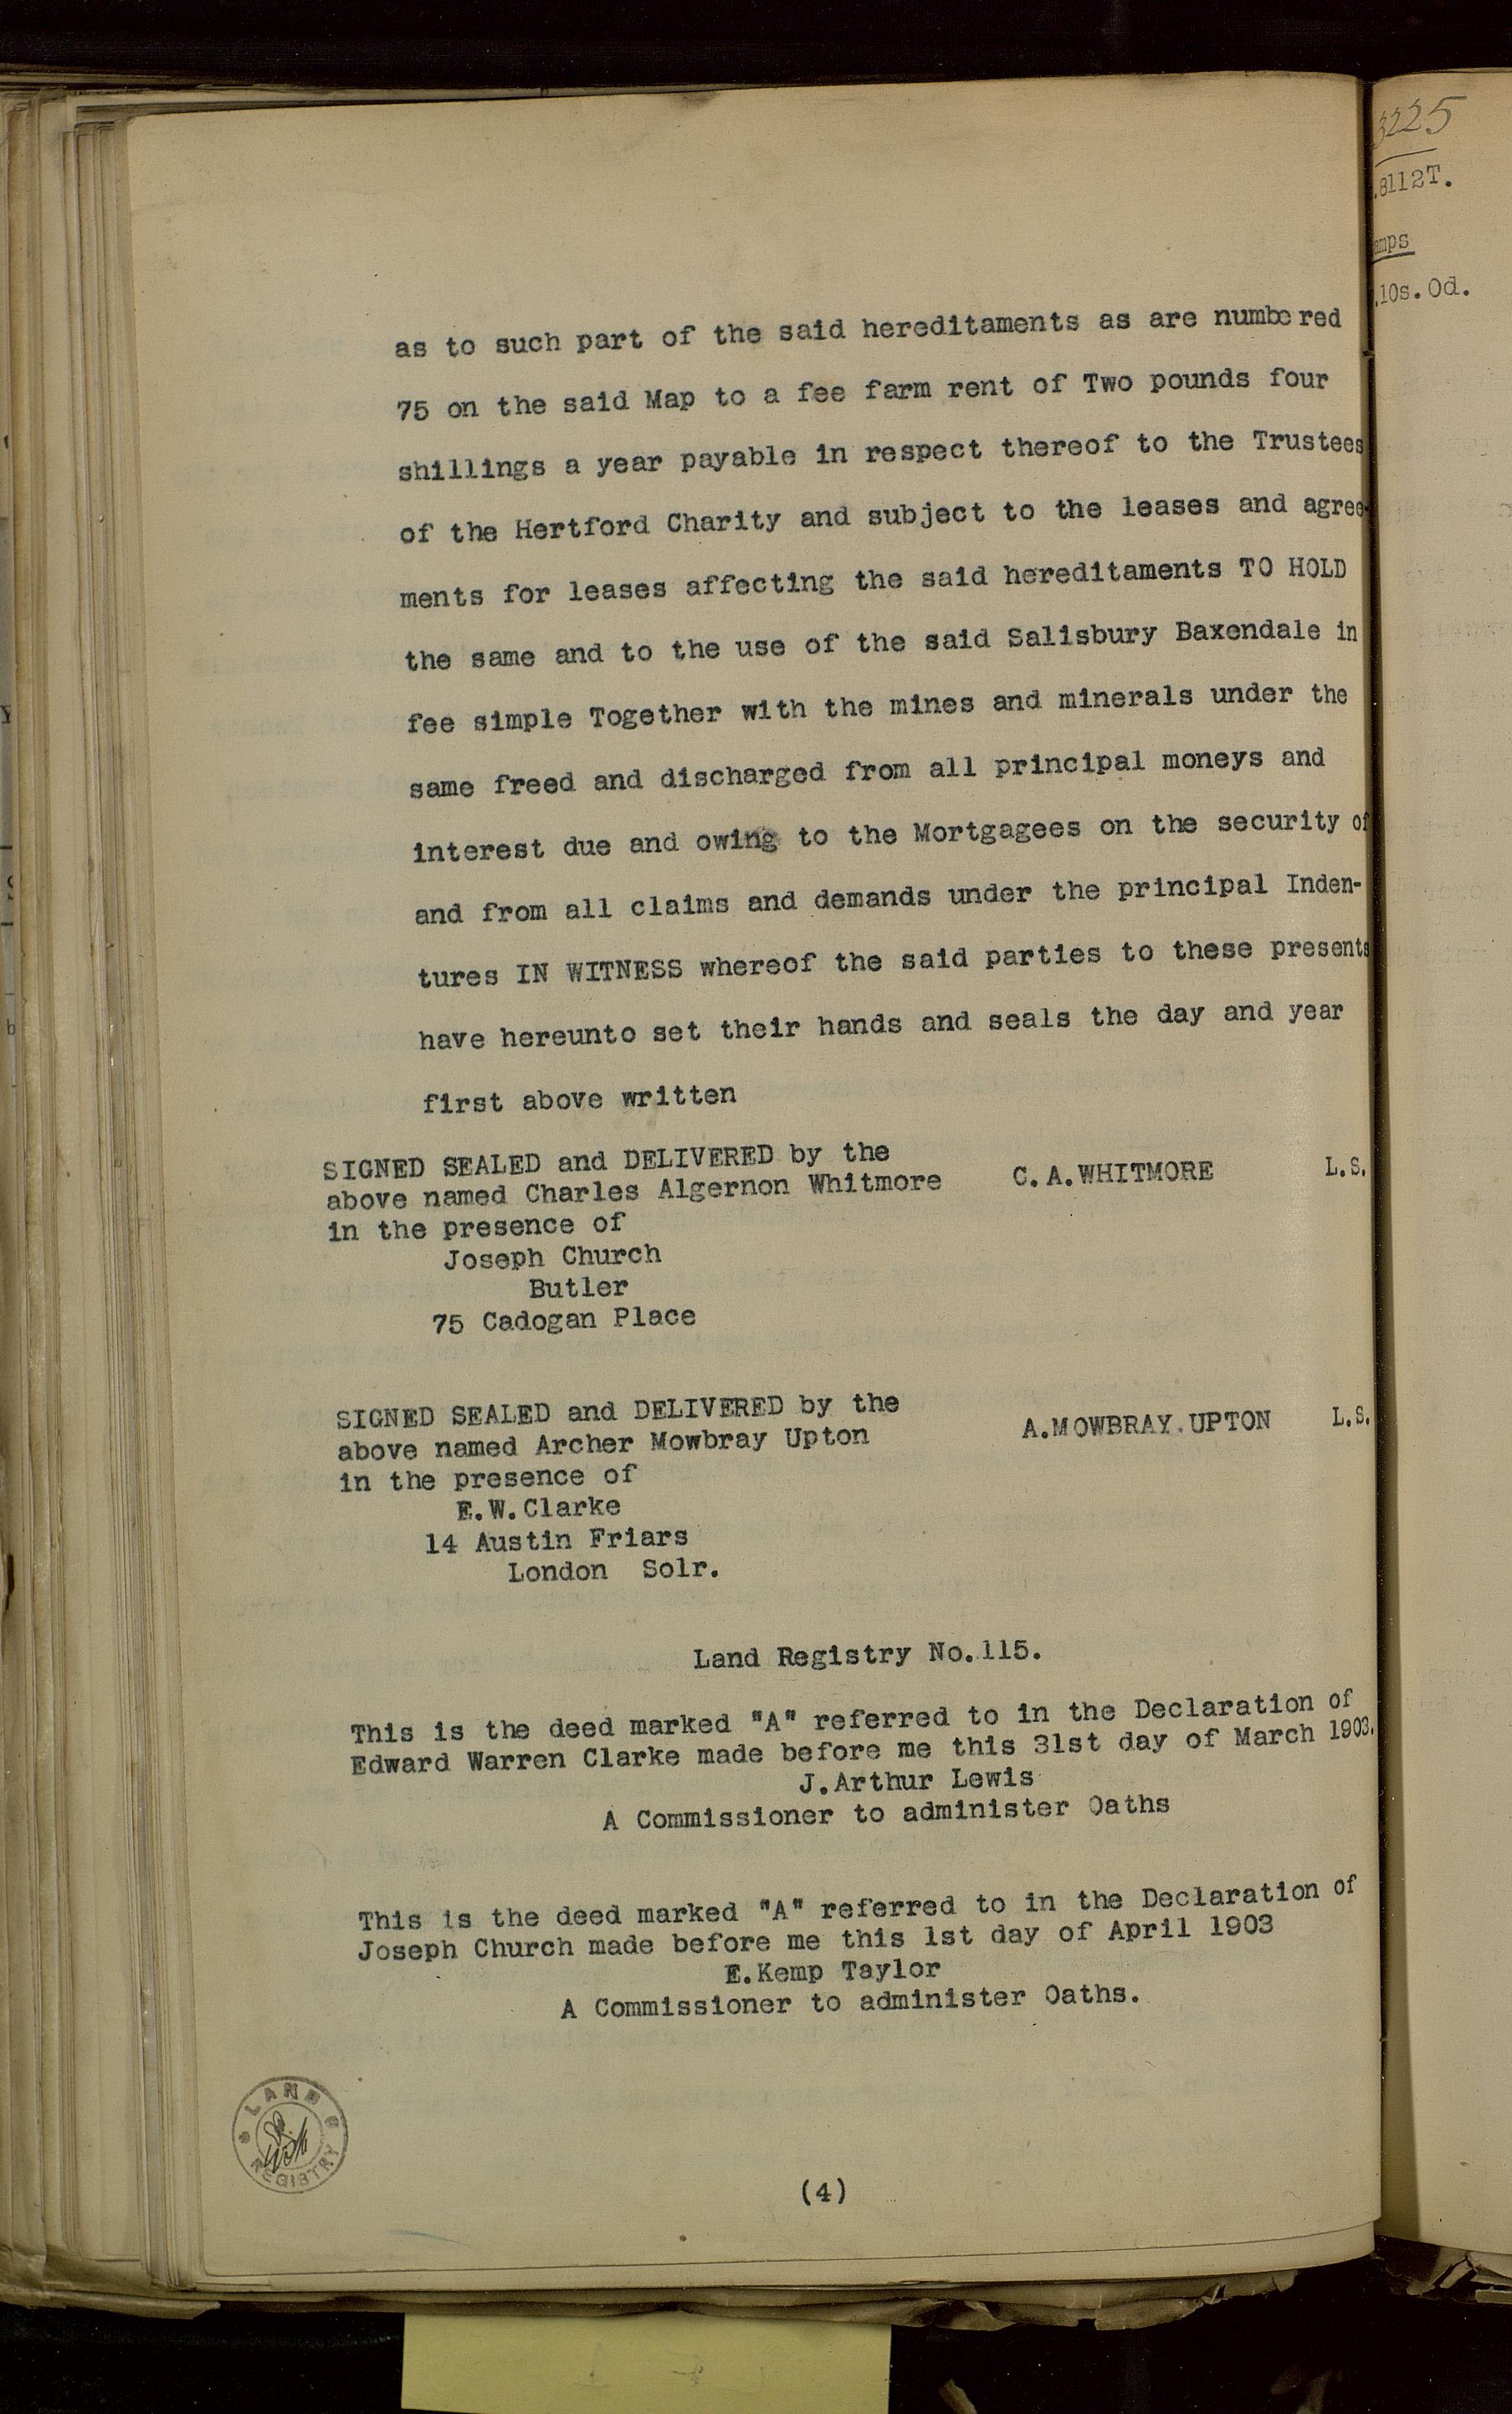 as to such part of the said hereditaments as are numbered
75 on the said Map to a fee farm rent of Two pounds four
shillings a year payable in respect thereof to the Trustees
of the Hertford Charity and subject to the leases and agree-
ments for leases affecting the said hereditaments TO HOLD
the same and to the use of the said Salisbury Baxendale in
fee simple Together with the mines and minerals under the
same freed and discharged from all principal moneys and
interest due and owing to the Mortgagees on the security of
and from all claims and demands under the principal Inden-
tures IN WITNESS whereof the said parties to these presents
have hereunto set their hands and seals the day and year
first above written
SIGNED SEALED and DELIVERED by the
above named Charles Algernon Whitmore C.A.WHITMORE L.S.
in the presence of
Joseph Church
Butler
75 Cadogan Place
SIGNED SEALED and DELIVERED by the
above named Archer Mowbray Upton A.MOWBRAY.UPTON L.S.
in the presence of
E.W.Clarke
14 Austin Friars
London Solr.
Land Registry No.115.
This is the deed marked "A" referred to in the Declaration of
Edward Warren Clarke made before me this 31st day of March 1903.
J.Arthur Lewis
A Commissioner to administer Oaths
This is the deed marked "A" referred to in the Declaration of
Joseph Church made before me this 1st day of April 1903
E.Kemp Taylor
A Commissioner to administer Oaths.
LAND REGISTRY
(4)
3225
.8112T.
amps
.10s.0d.